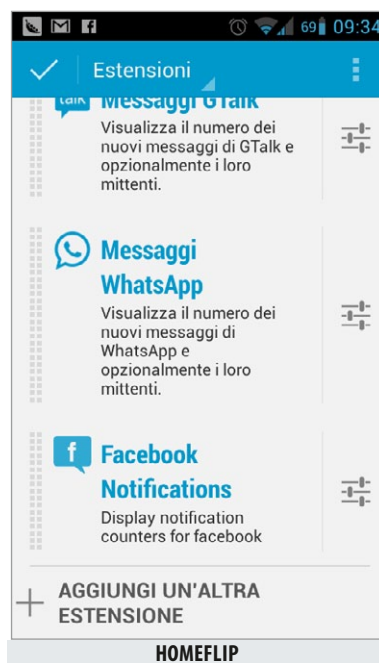 69 09:34
Estensioni
talk Messaggi GTalk
Visualizza il numero dei
nuovi messaggi di GTalk e
opzionalmente i loro
mittenti.
Messaggi
WhatsApp
Visualizza il numero dei
nuovi messaggi di
WhatsApp e
opzionalmente i loro
mittenti.
f Facebook
Notifications
Display notification
counters for facebook
AGGIUNGI UN'ALTRA
ESTENSIONE
HOMEFLIP